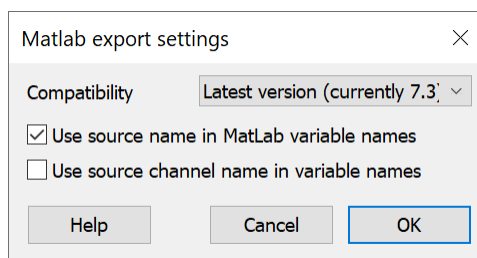 Matlab export settings
Compatibility Latest version (currently 7.3)
Use source name in MatLab variable names
Use source channel name in variable names
Help Cancel OK